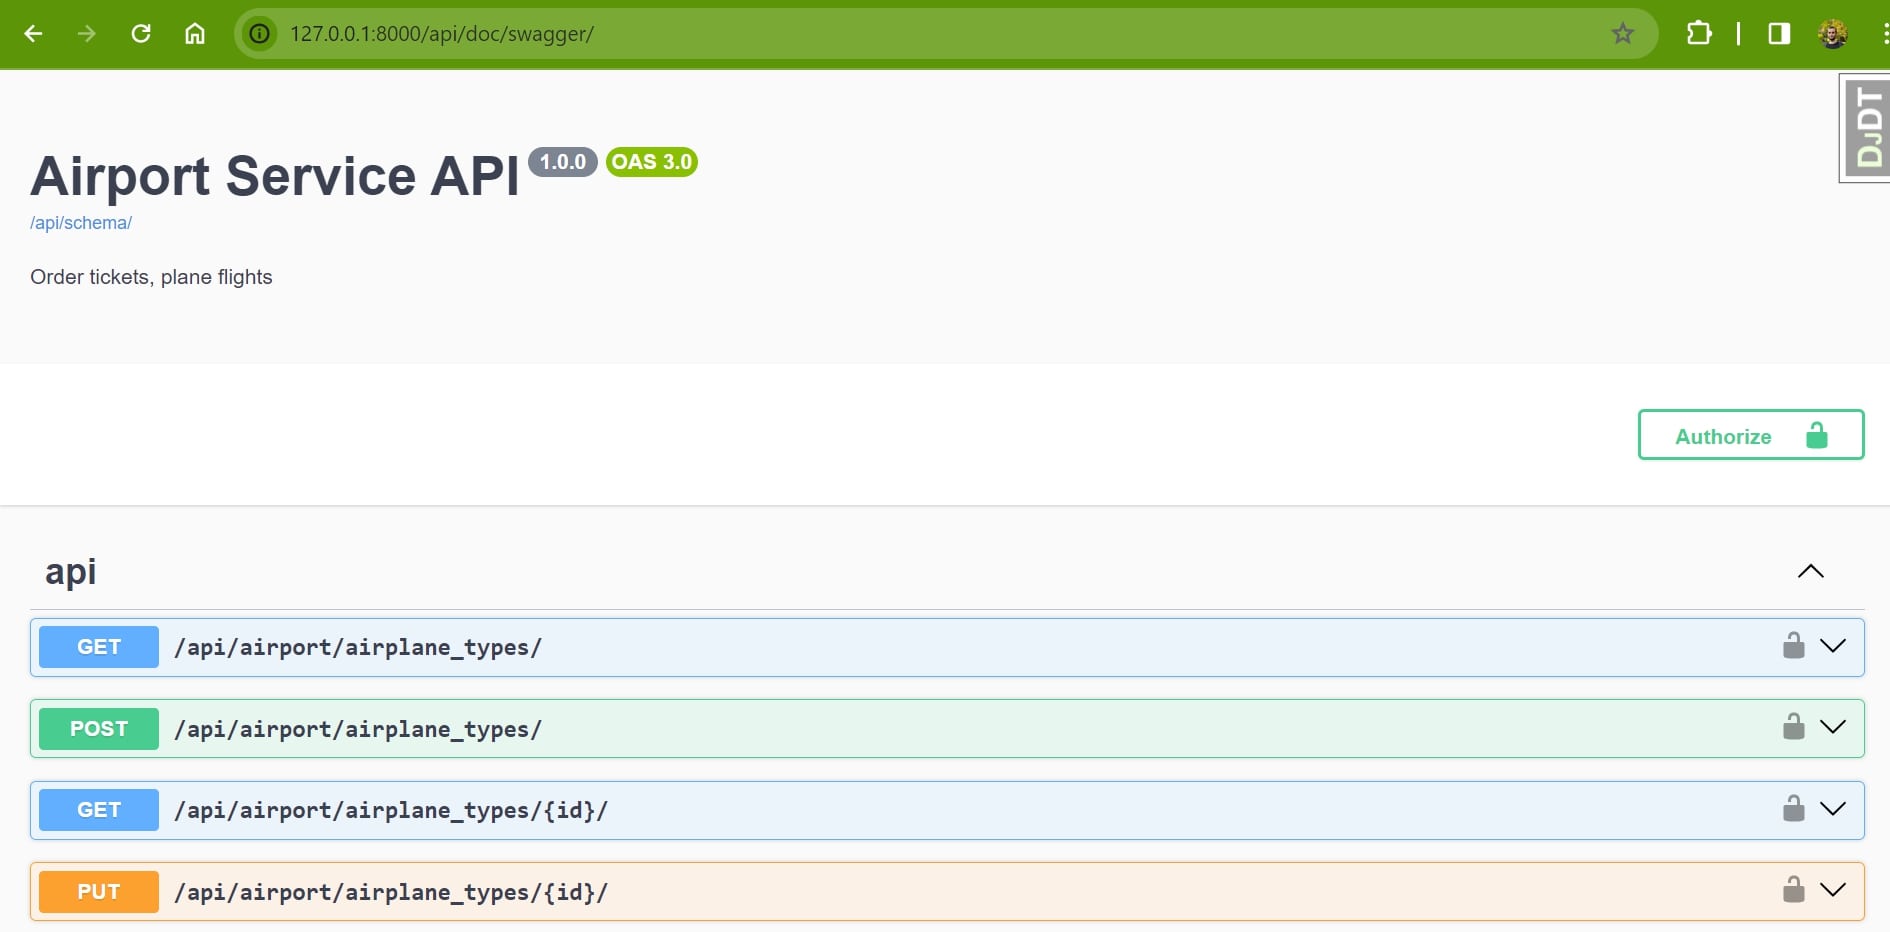 127.0.0.1:8000/api/doc/swagger/
DJDT
Airport Service API 1.0.0 OAS 3.0
/api/schema/
Order tickets, plane flights
Authorize
api
GET /api/airport/airplane_types/
POST /api/airport/airplane_types/
GET /api/airport/airplane_types/{id}/
PUT /api/airport/airplane_types/{id}/